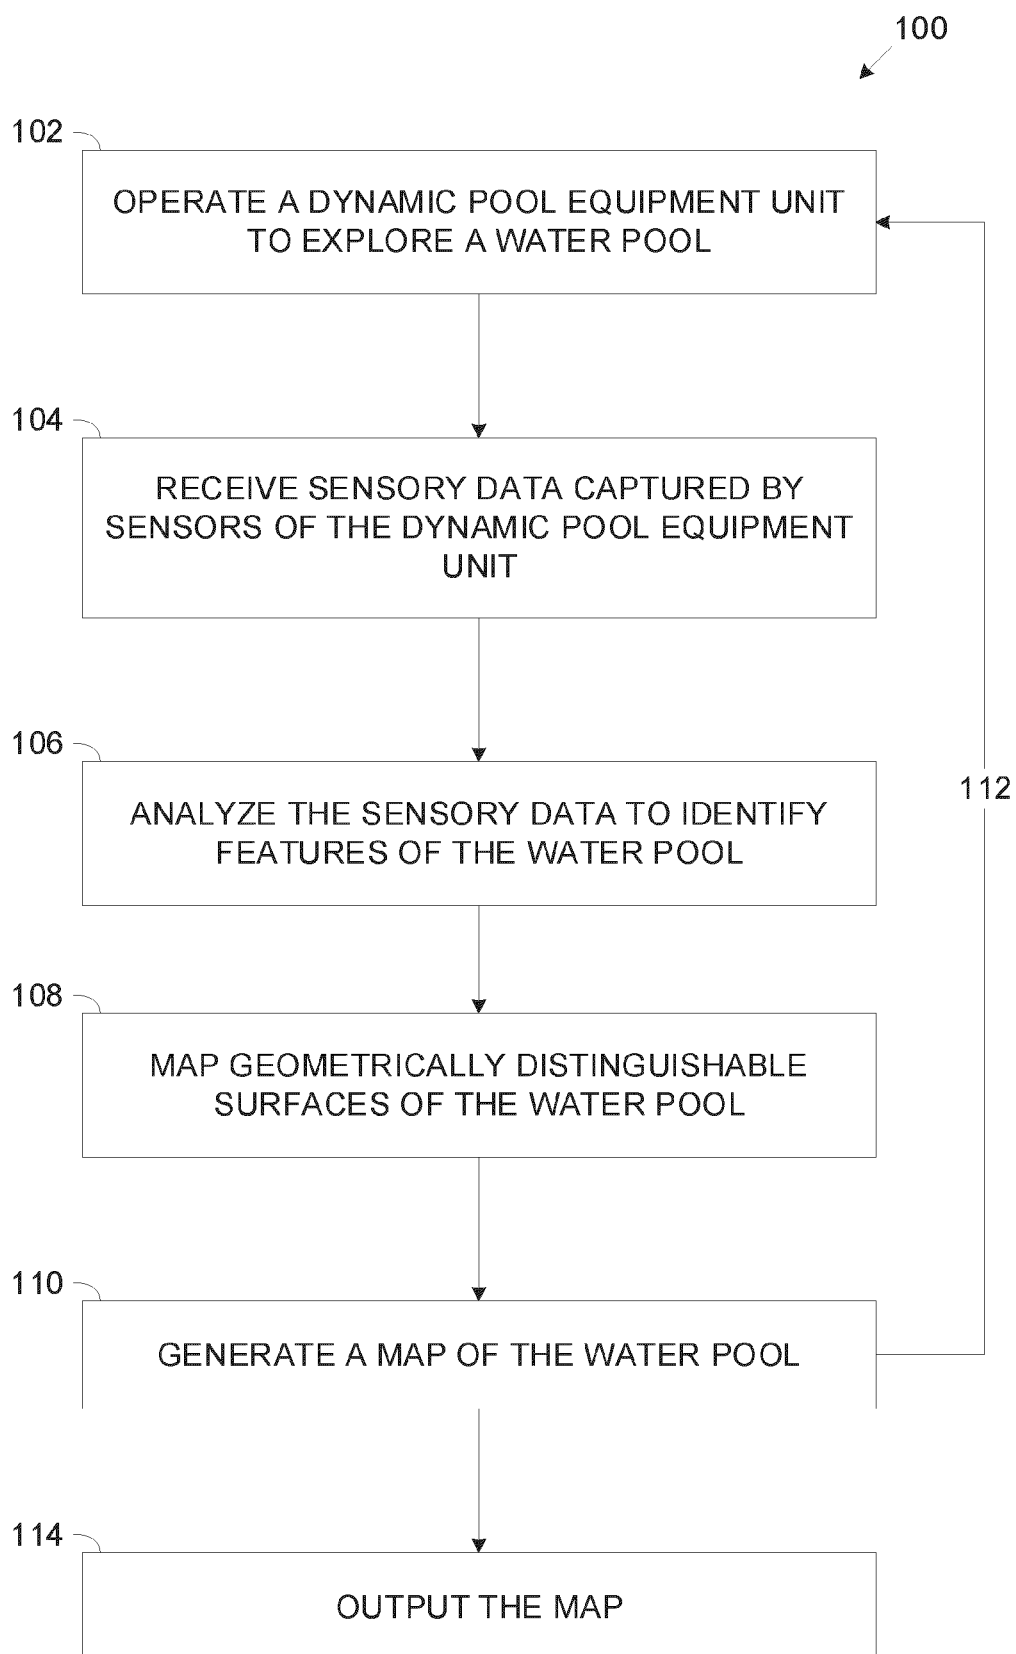 100
102
OPERATE A DYNAMIC POOL EQUIPMENT UNIT
TO EXPLORE A WATER POOL
104
RECEIVE SENSORY DATA CAPTURED BY
SENSORS OF THE DYNAMIC POOL EQUIPMENT
UNIT
106
ANALYZE THE SENSORY DATA TO IDENTIFY
FEATURES OF THE WATER POOL
112
108
MAP GEOMETRICALLY DISTINGUISHABLE
SURFACES OF THE WATER POOL
110
GENERATE A MAP OF THE WATER POOL
114
OUTPUT THE MAP